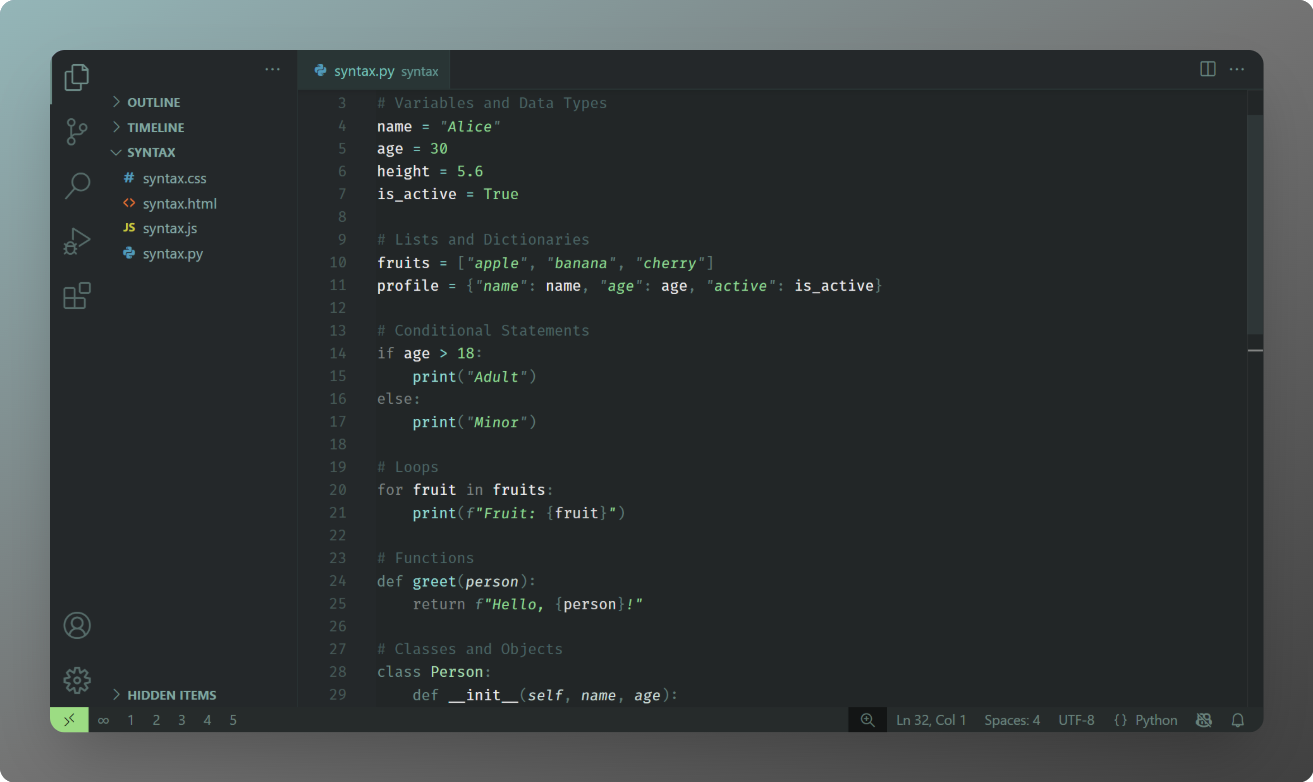 OUTLINE
TIMELINE
SYNTAX
# syntax.css
<> syntax.html
JS syntax.js
syntax.py
HIDDEN ITEMS
syntax.py syntax
3 # Variables and Data Types
4 name = "Alice"
5 age = 30
6 height = 5.6
7 is_active = True
8
9 # Lists and Dictionaries
10 fruits = ["apple", "banana", "cherry"]
11 profile = {"name": name, "age": age, "active": is_active}
12
13 # Conditional Statements
14 if age > 18:
15     print("Adult")
16 else:
17     print("Minor")
18
19 # Loops
20 for fruit in fruits:
21     print(f"Fruit: {fruit}")
22
23 # Functions
24 def greet(person):
25     return f"Hello, {person}!"
26
27 # Classes and Objects
28 class Person:
29     def __init__(self, name, age):
∞ 1 2 3 4 5 Ln 32, Col 1 Spaces: 4 UTF-8 {} Python